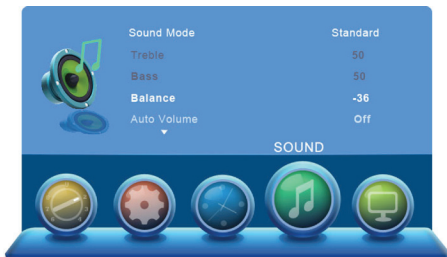 Sound Mode Standard
Treble 50
Bass 50
Balance -36
Auto Volume Off
SOUND